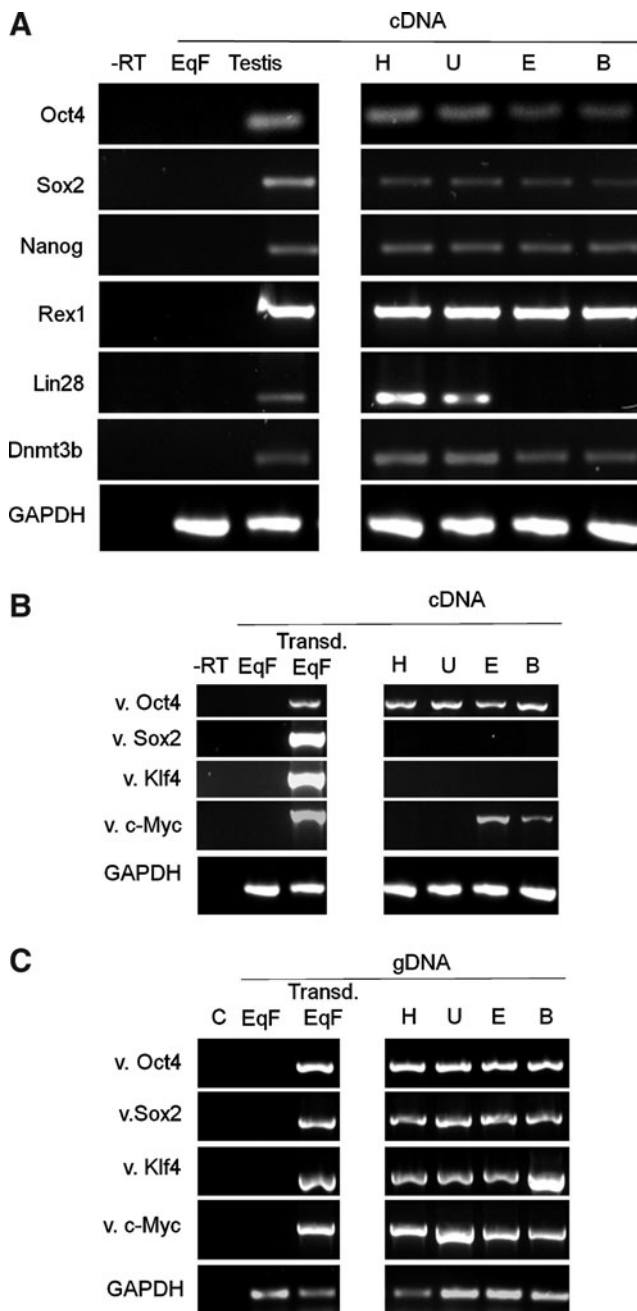 A
cDNA
-RT EqF Testis H U E B
Oct4
Sox2
Nanog
Rex1
Lin28
Dnmt3b
GAPDH
B
cDNA
Transd.
-RT EqF EqF H U E B
v. Oct4
v. Sox2
v. Klf4
v. c-Myc
GAPDH
C
gDNA
Transd.
C EqF EqF H U E B
v. Oct4
v.Sox2
v. Klf4
v. c-Myc
GAPDH